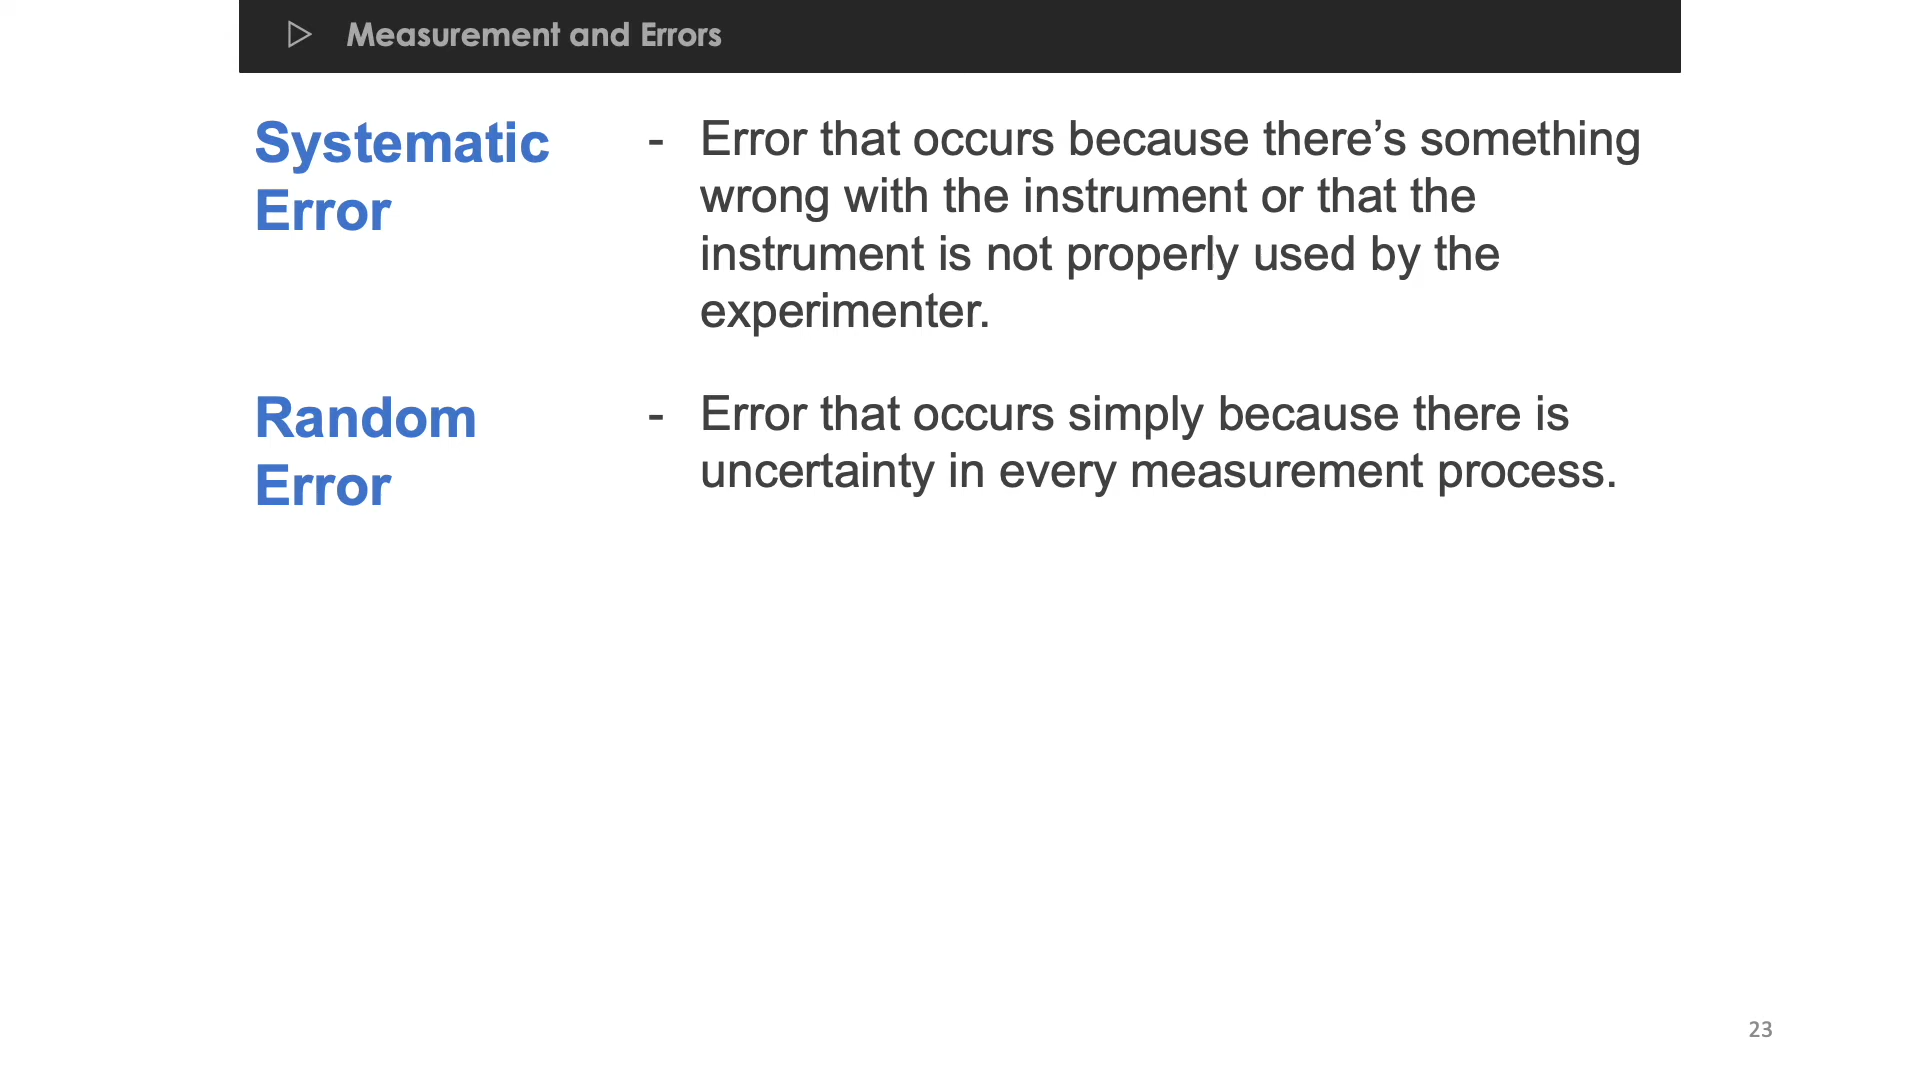 Measurement and Errors
Systematic
Error
- Error that occurs because there’s something
wrong with the instrument or that the
instrument is not properly used by the
experimenter.
Random
Error
- Error that occurs simply because there is
uncertainty in every measurement process.
23